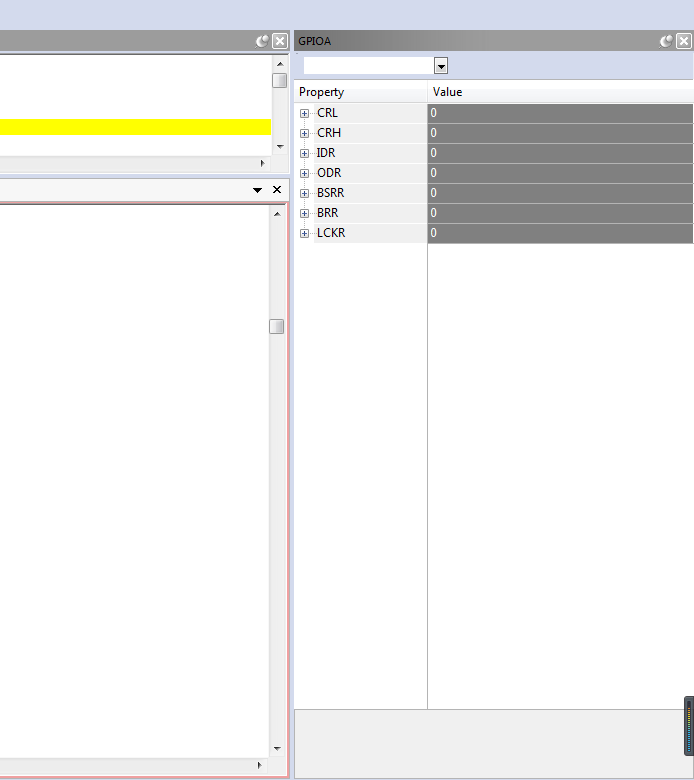 GPIOA
Property Value
CRL 0
CRH 0
IDR 0
ODR 0
BSRR 0
BRR 0
LCKR 0